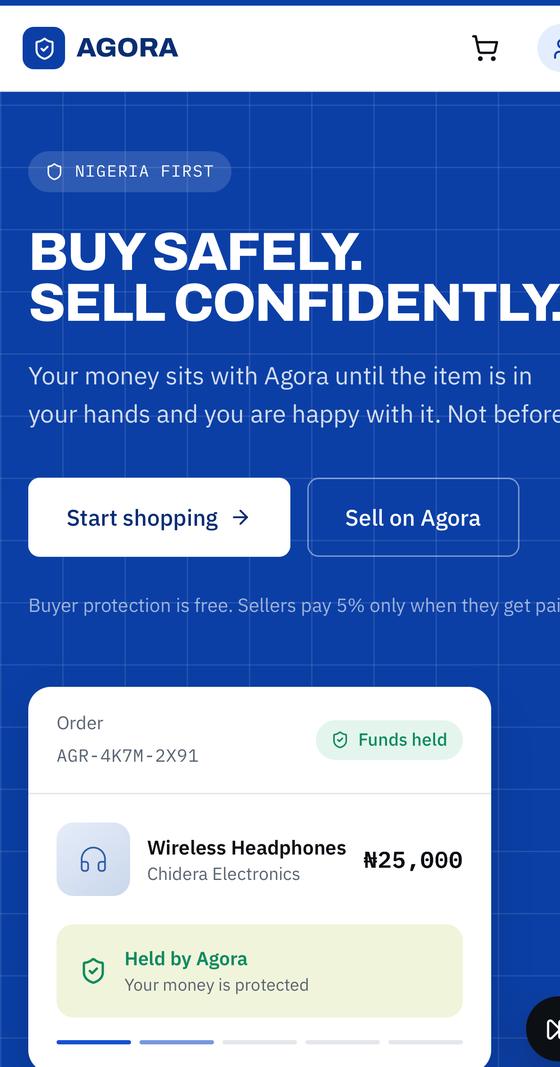 AGORA
NIGERIA FIRST
BUY SAFELY.
SELL CONFIDENTLY.
Your money sits with Agora until the item is in
your hands and you are happy with it. Not before
Start shopping →
Sell on Agora
Buyer protection is free. Sellers pay 5% only when they get pai
Order
AGR-4K7M-2X91
Funds held
Wireless Headphones
Chidera Electronics
₦25,000
Held by Agora
Your money is protected